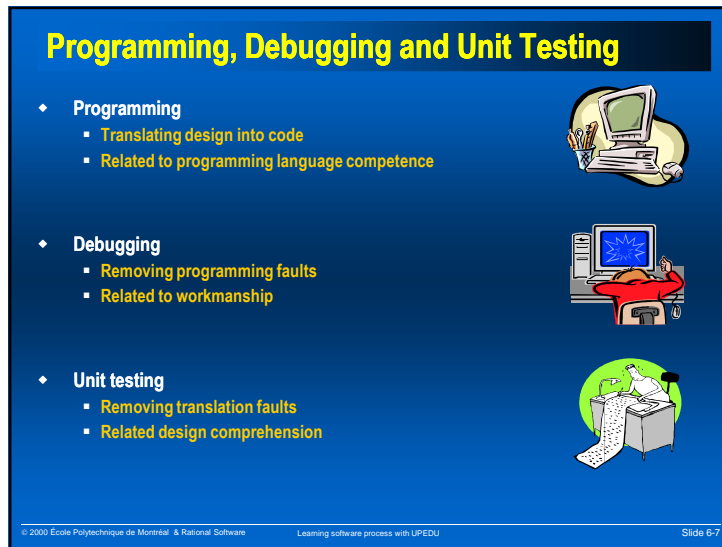 Programming, Debugging and Unit Testing
Programming
Translating design into code
Related to programming language competence
Debugging
Removing programming faults
Related to workmanship
Unit testing
Removing translation faults
Related design comprehension
© 2000 École Polytechnique de Montréal & Rational Software
Learning software process with UPEDU
Slide 6-7